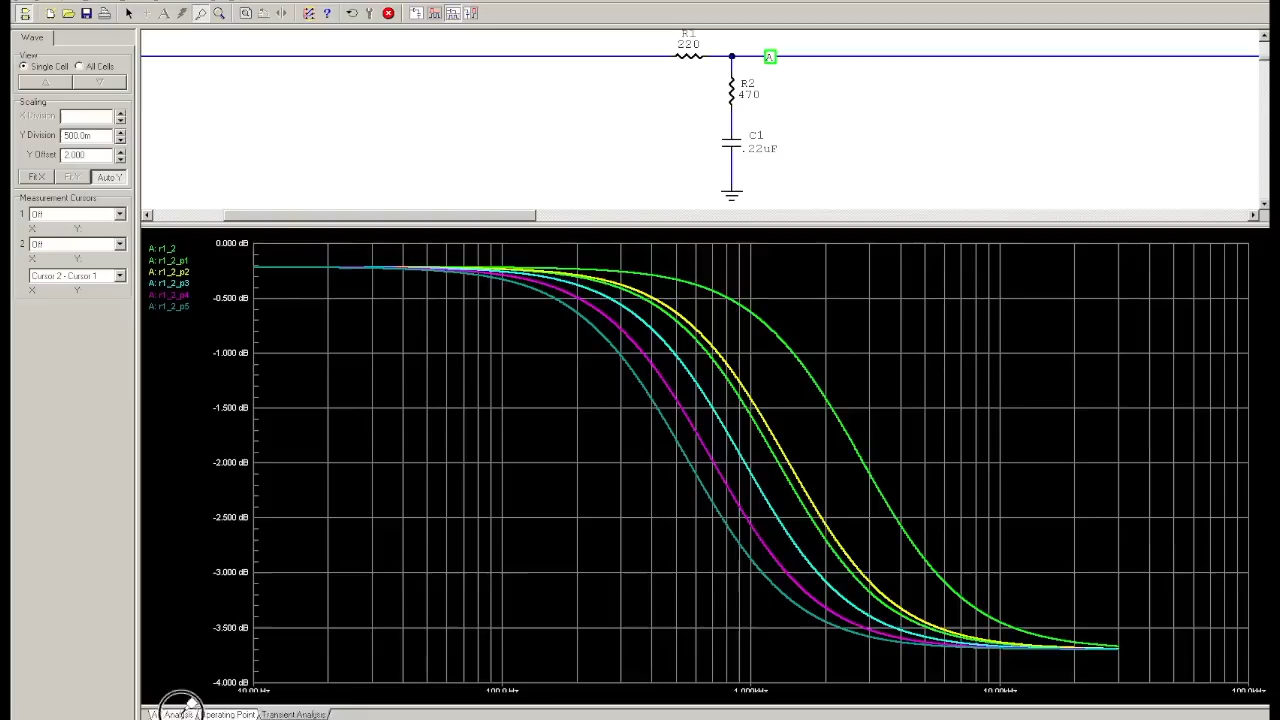 Wave
View
Single Cell
All Cells
Scaling
X Division
Y Division 500.0m
Y Offset 2.000
Fit X Fit Y Auto Y
Measurement Cursors
1 Off
X: Y:
2 Off
X: Y:
Cursor 2 - Cursor 1
X Y:
R1
220
A
R2
470
C1
.22uF
A: r1_2
A: r1_2_p1
A: r1_2_p2
A: r1_2_p3
A: r1_2_p4
A: r1_2_p5
0.000 dB
-0.500 dB
-1.000 dB
-1.500 dB
-2.000 dB
-2.500 dB
-3.000 dB
-3.500 dB
-4.000 dB
10.00 Hz 100.0 Hz 1.000kHz 10.00kHz 100.0kHz
Analysis Operating Point Transient Analysis